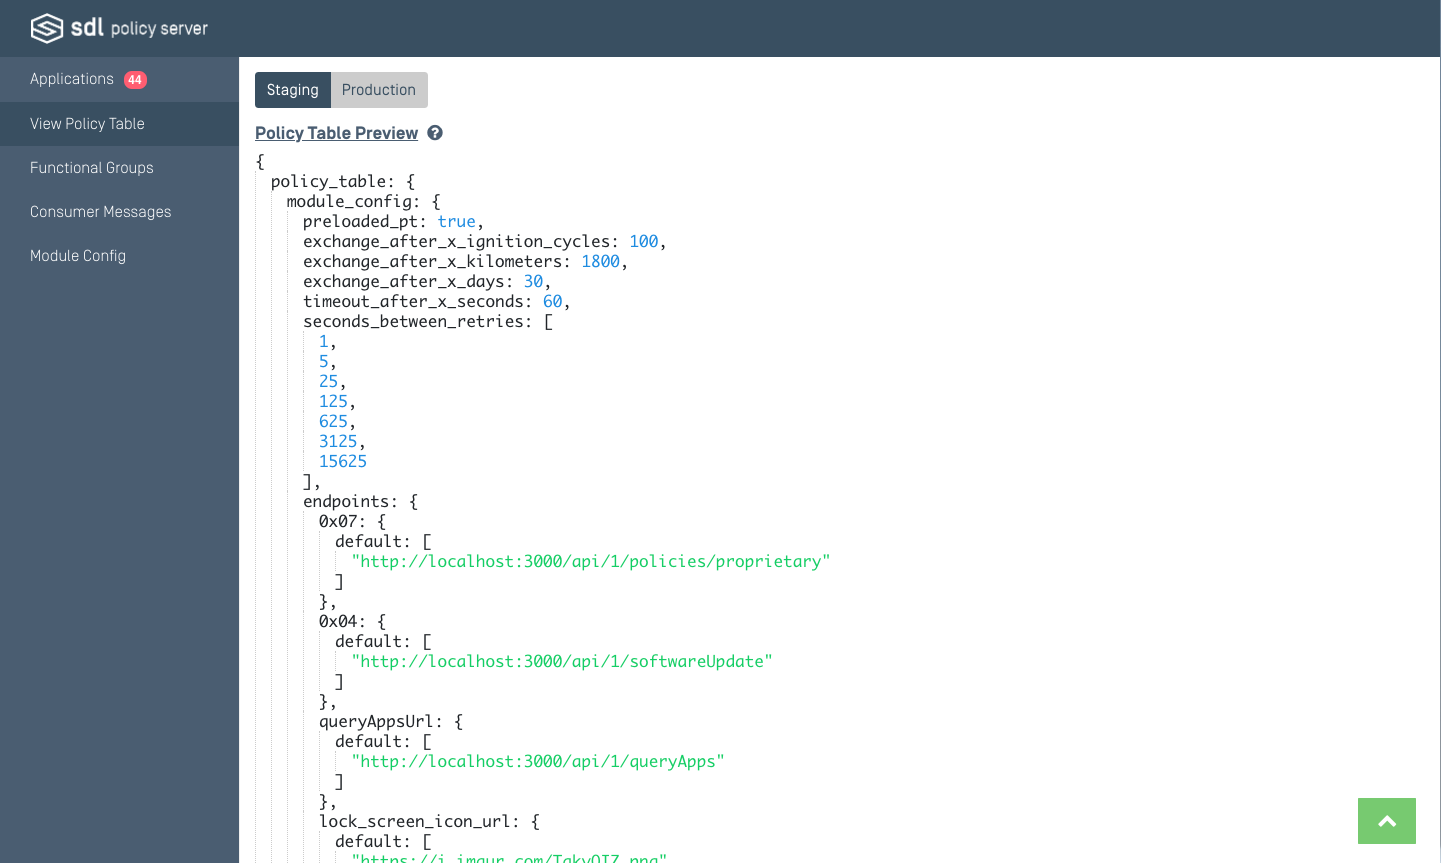 sdl policy server
Applications 44
View Policy Table
Functional Groups
Consumer Messages
Module Config
Staging Production
Policy Table Preview ?
{
policy_table: {
module_config: {
preloaded_pt: true,
exchange_after_x_ignition_cycles: 100,
exchange_after_x_kilometers: 1800,
exchange_after_x_days: 30,
timeout_after_x_seconds: 60,
seconds_between_retries: [
1,
5,
25,
125,
625,
3125,
15625
],
endpoints: {
0x07: {
default: [
"http://localhost:3000/api/1/policies/proprietary"
]
},
0x04: {
default: [
"http://localhost:3000/api/1/softwareUpdate"
]
},
queryAppsUrl: {
default: [
"http://localhost:3000/api/1/queryApps"
]
},
lock_screen_icon_url: {
default: [